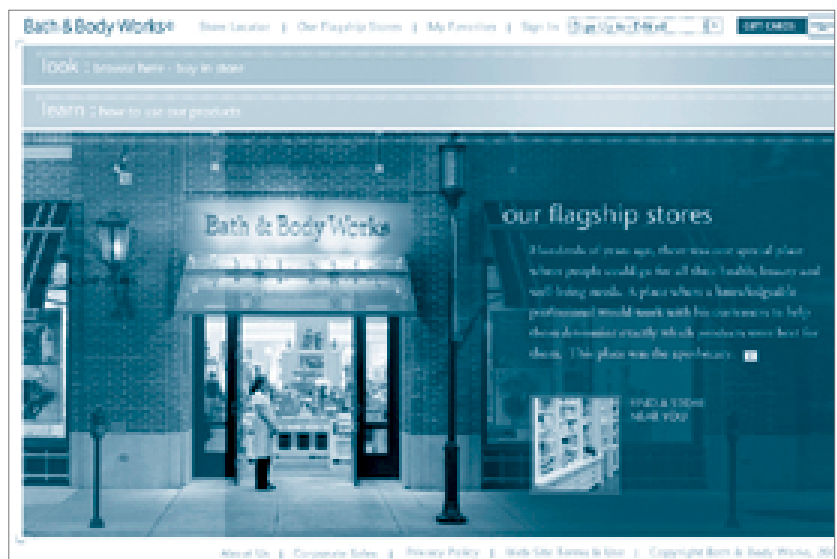 Bath & Body Works®
Store Locator | Our Flagship Stores | My Favorites | Sign In
Sign Up for E-Mail
GIFT CARDS
look : browse here - buy in store
learn : how to use our products
Bath & Body Works
our flagship stores
Hundreds of years ago, there was one special place
where people could go for all their health, beauty and
well being needs. A place where a knowledgeable
professional would work with his customers to help
them determine exactly which products were best for
them. This place was the apothecary.
FIND A STORE
NEAR YOU
About Us | Corporate Sales | Privacy Policy | Web Site Terms & Use | Copyright Bath & Body Works,